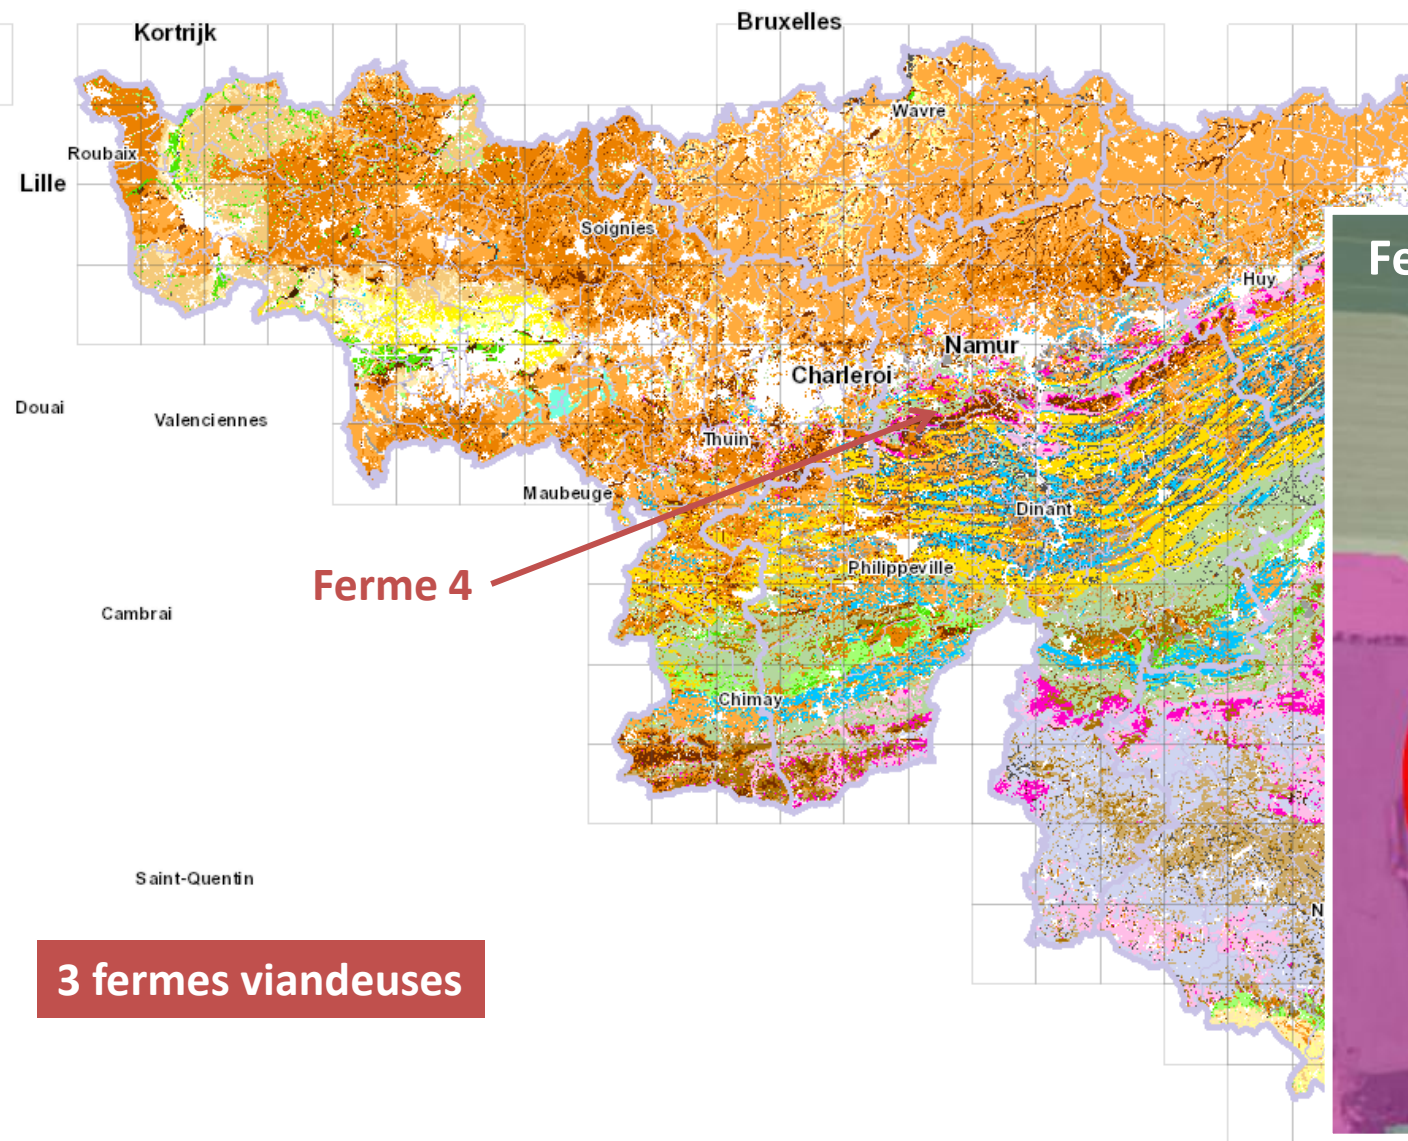 Bruxelles
Kortrijk
Wavre
Roubaix
Lille
Soignies
Fe
Huy
Namur
Charleroi
Douai
Valenciennes
Thuin
Maubeuge
Dinant
Philippeville
Ferme 4
Cambrai
Chimay
Saint-Quentin
N
3 fermes viandeuses